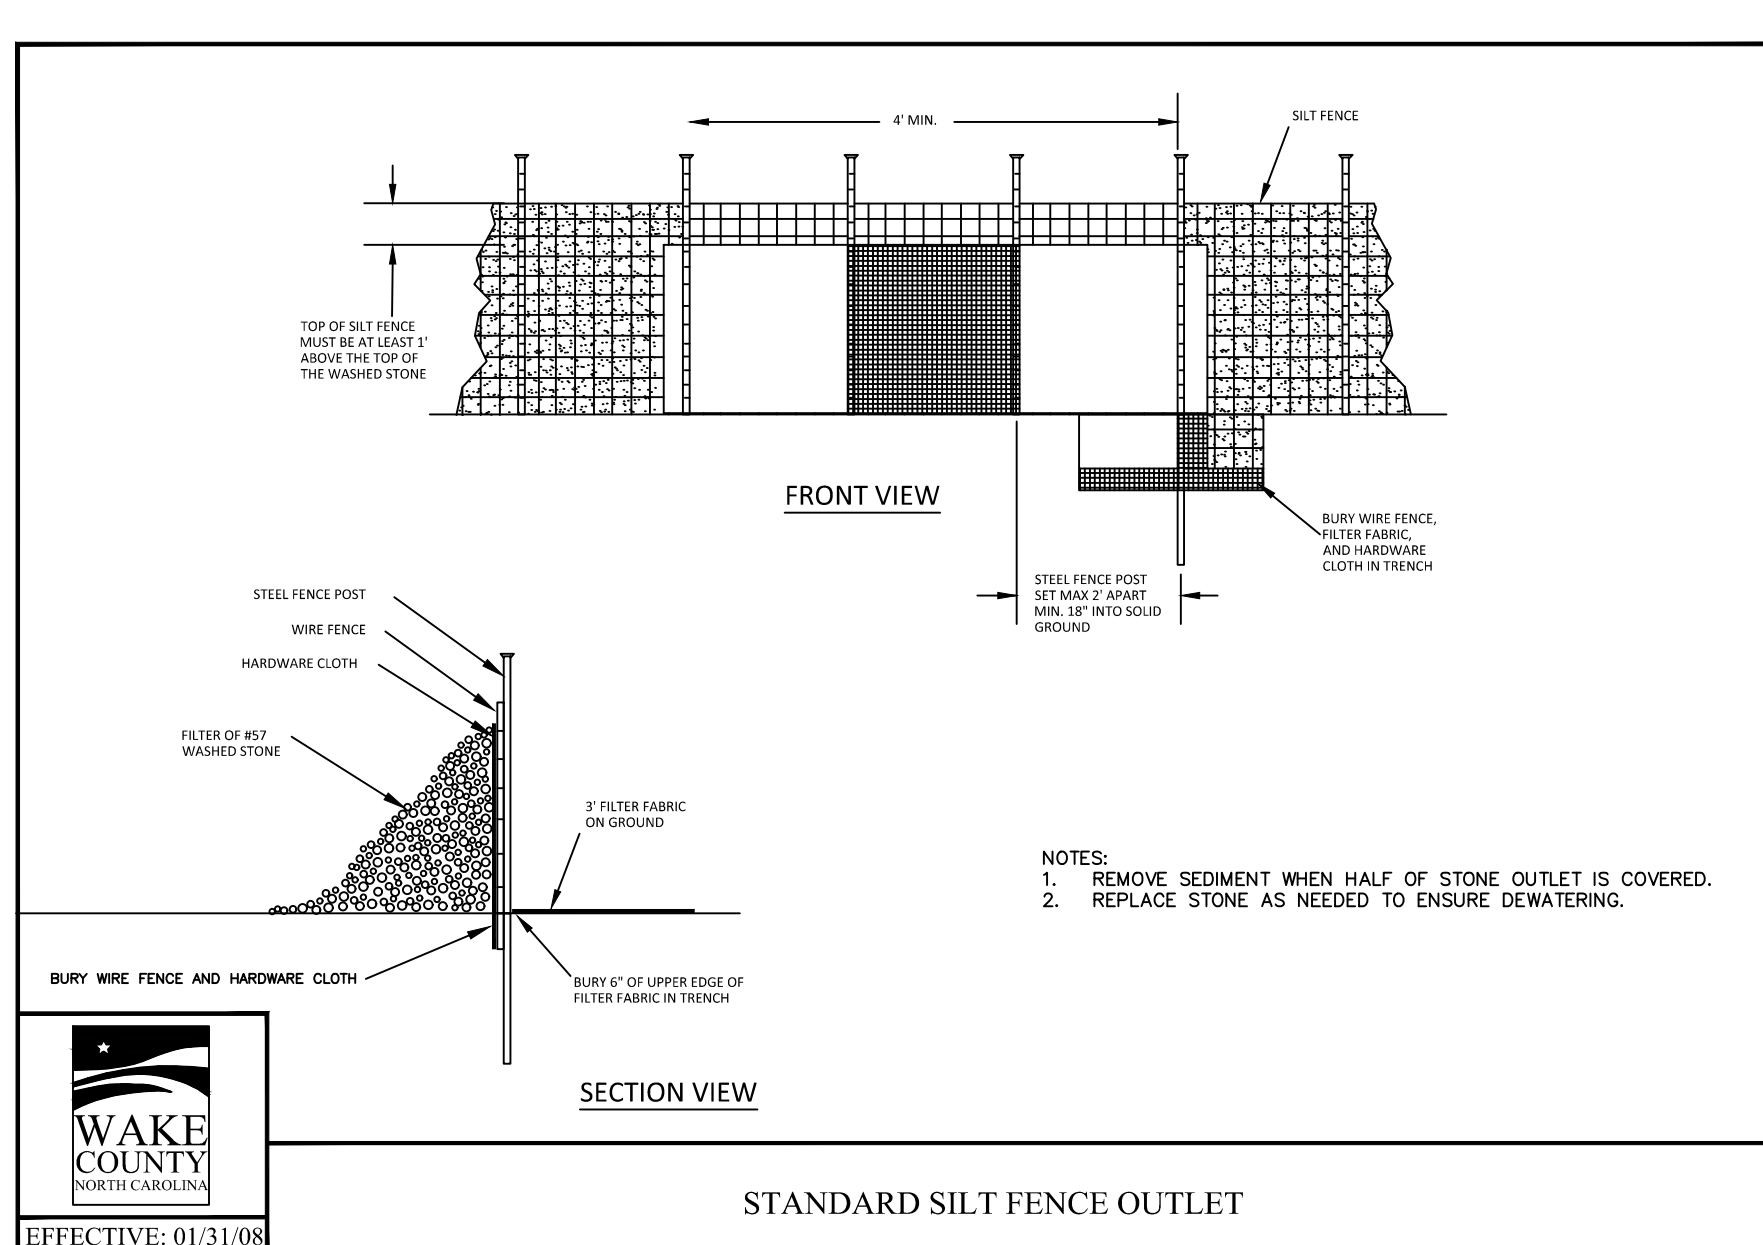 4' MIN.
SILT FENCE
TOP OF SILT FENCE
MUST BE AT LEAST 1'
ABOVE THE TOP OF
THE WASHED STONE
FRONT VIEW
BURY WIRE FENCE,
FILTER FABRIC,
AND HARDWARE
CLOTH IN TRENCH
STEEL FENCE POST
SET MAX 2' APART
MIN. 18" INTO SOLID
GROUND
STEEL FENCE POST
WIRE FENCE
HARDWARE CLOTH
FILTER OF #57
WASHED STONE
3' FILTER FABRIC
ON GROUND
NOTES:
1. REMOVE SEDIMENT WHEN HALF OF STONE OUTLET IS COVERED.
2. REPLACE STONE AS NEEDED TO ENSURE DEWATERING.
BURY WIRE FENCE AND HARDWARE CLOTH
BURY 6" OF UPPER EDGE OF
FILTER FABRIC IN TRENCH
SECTION VIEW
WAKE
COUNTY
NORTH CAROLINA
STANDARD SILT FENCE OUTLET
EFFECTIVE: 01/31/08